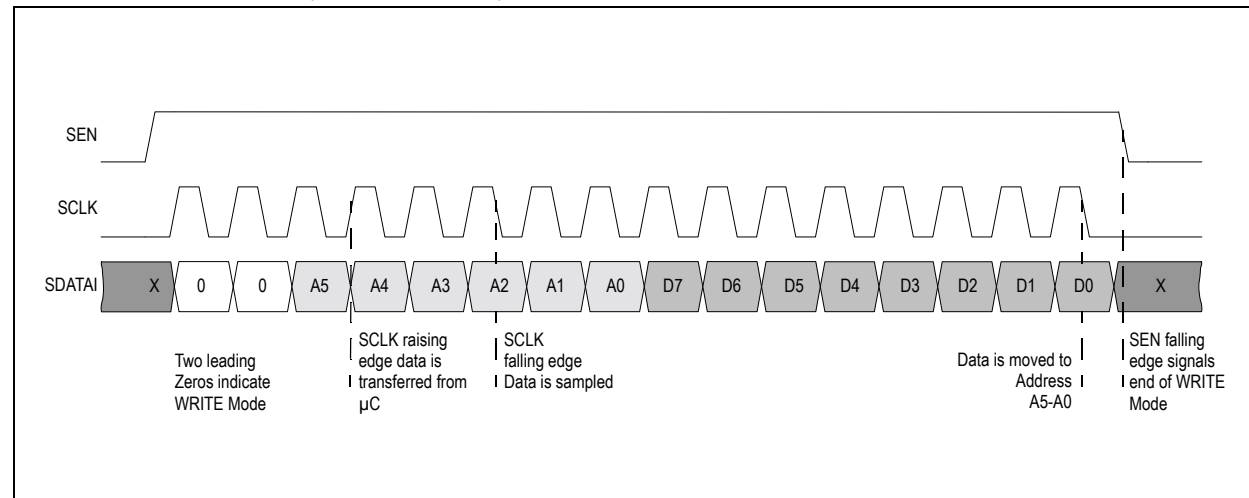 SEN
SCLK
SDATAI X 0 0 A5 A4 A3 A2 A1 A0 D7 D6 D5 D4 D3 D2 D1 D0 X
Two leading
Zeros indicate
WRITE Mode
SCLK raising
edge data is
transferred from
µC
SCLK
falling edge
Data is sampled
Data is moved to
Address
A5-A0
SEN falling
edge signals
end of WRITE
Mode